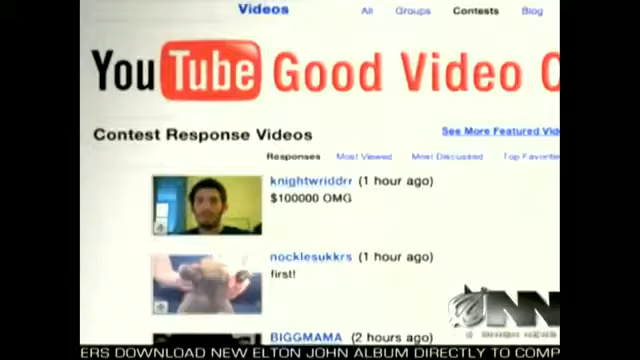 Videos All Groups Contests Blog
YouTube Good Video C
Contest Response Videos See More Featured Vid
Responses Most Viewed Most Discussed Top Favorite
knightwriddrr (1 hour ago)
$100000 OMG
nocklesukkrs (1 hour ago)
first!
BIGGMAMA (2 hours ago)
ERS DOWNLOAD NEW ELTON JOHN ALBUM DIRECTLY TO COMP